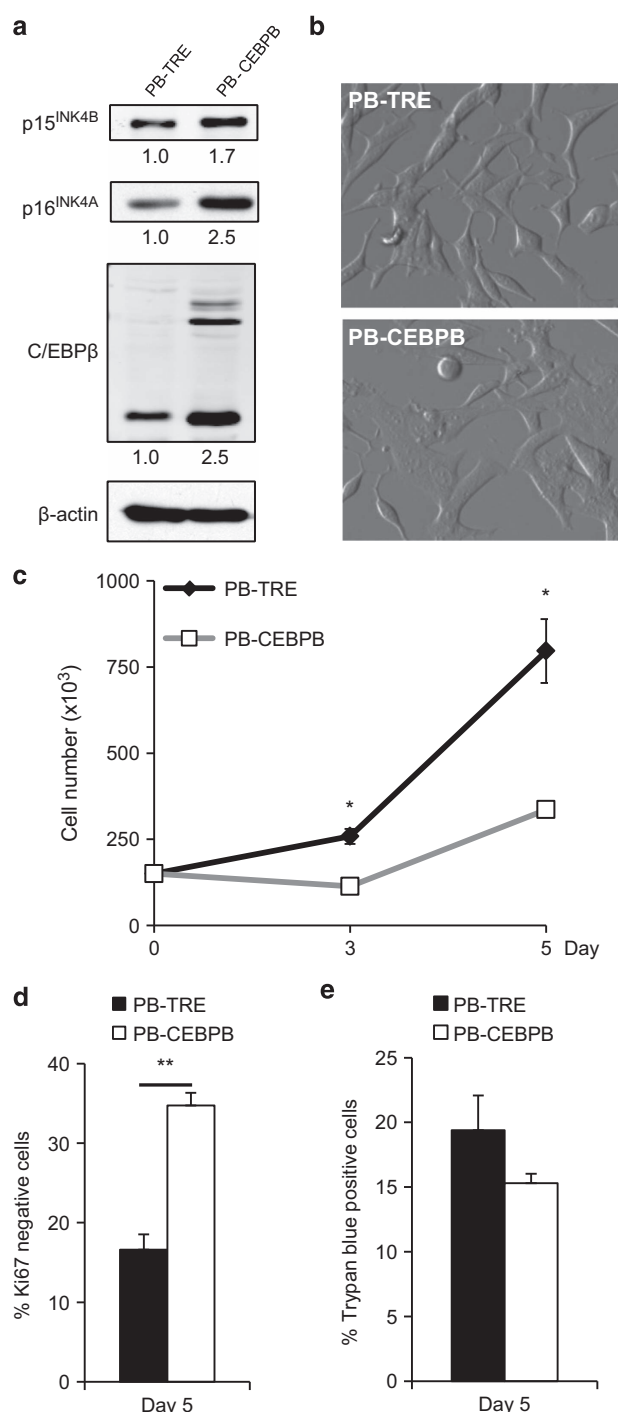 a
PB-TRE
PB-CEBPB
p15INK4B
1.0 1.7
p16INK4A
1.0 2.5
C/EBPβ
1.0 2.5
β-actin
b
PB-TRE
PB-CEBPB
c
1000
750
500
250
0
Cell number (x10³)
PB-TRE
PB-CEBPB
*
*
0 3 5 Day
d
PB-TRE
PB-CEBPB
**
40
30
20
10
0
% Ki67 negative cells
Day 5
e
PB-TRE
PB-CEBPB
25
20
15
10
5
0
% Trypan blue positive cells
Day 5